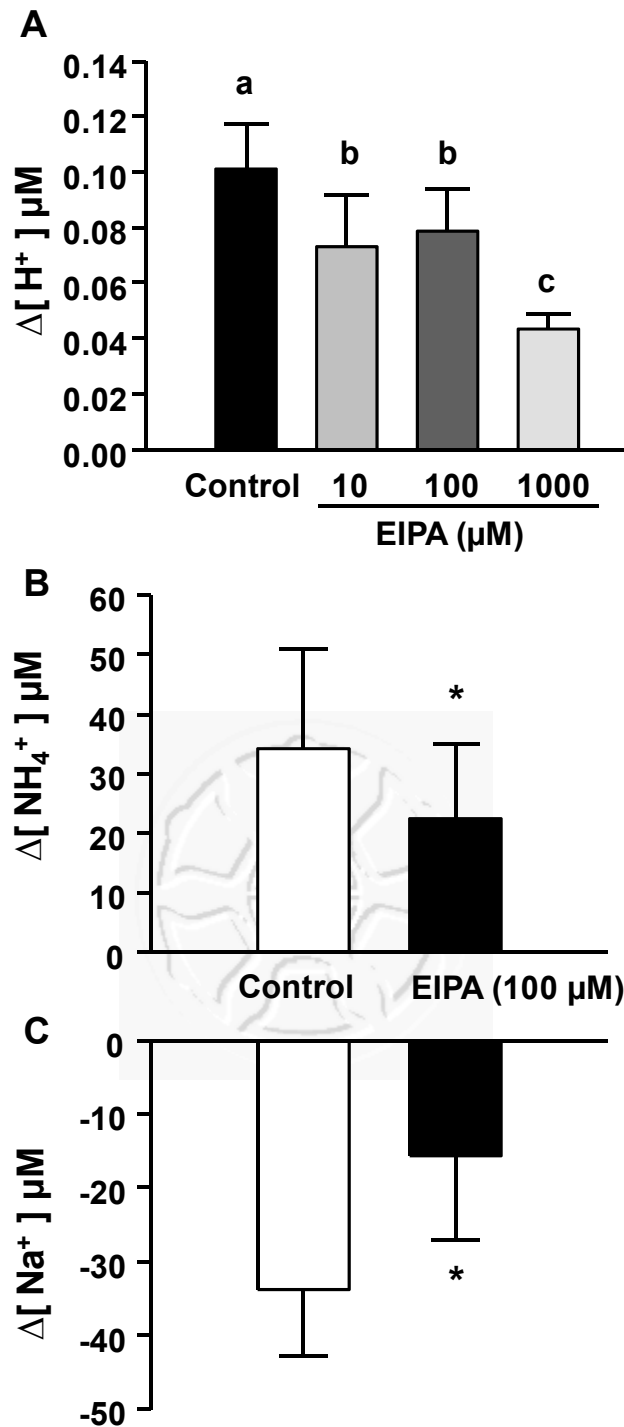 A
0.14
0.12
0.10
0.08
0.06
0.04
0.02
0.00
Δ[ H⁺ ] µM
a
b
b
c
Control
10
100
1000
EIPA (µM)
B
60
50
40
30
20
10
0
Δ[ NH₄⁺ ] µM
*
Control
EIPA (100 µM)
C
0
-10
-20
-30
-40
-50
Δ[ Na⁺ ] µM
*